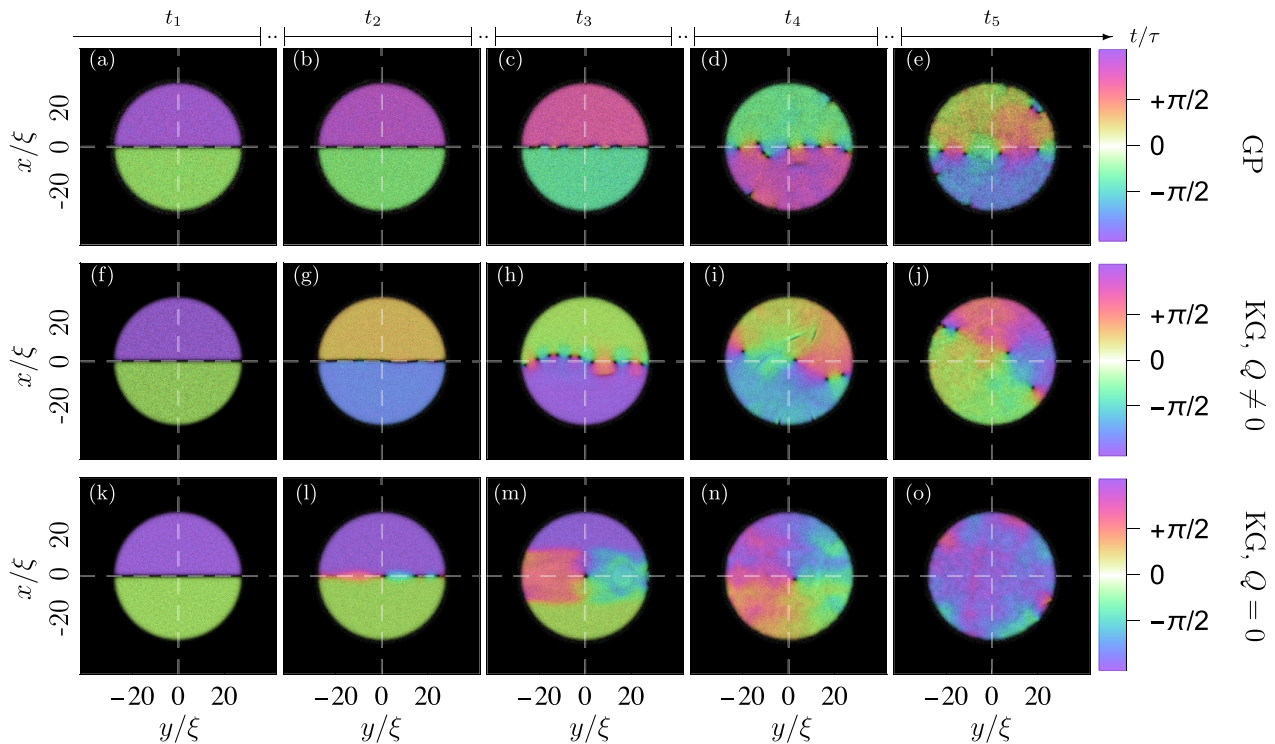 t₁ t₂ t₃ t₄ t₅ t/τ
(a) (b) (c) (d) (e)
x/ξ 20 0 -20 +π/2 0 −π/2 GP
(f) (g) (h) (i) (j)
x/ξ 20 0 -20 +π/2 0 −π/2 KG, Q ≠ 0
(k) (l) (m) (n) (o)
x/ξ 20 0 -20 +π/2 0 −π/2 KG, Q = 0
−20 0 20 −20 0 20 −20 0 20 −20 0 20 −20 0 20
y/ξ y/ξ y/ξ y/ξ y/ξ